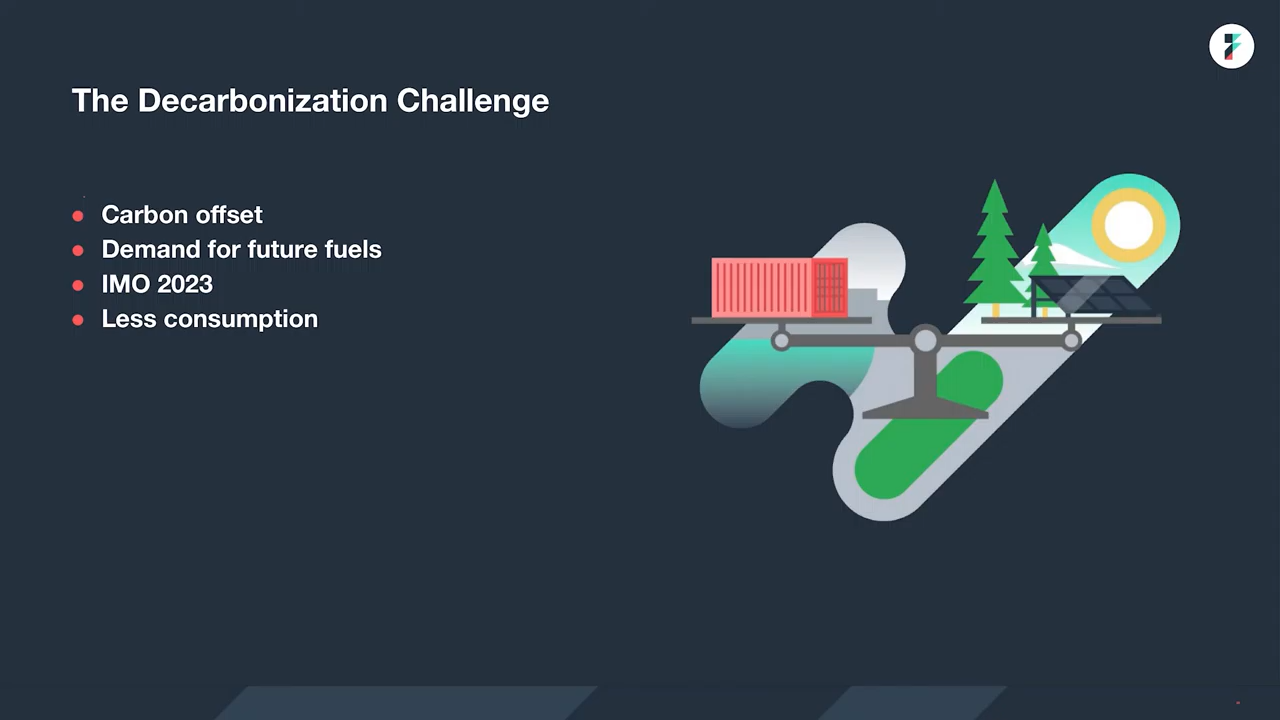 The Decarbonization Challenge
Carbon offset
Demand for future fuels
IMO 2023
Less consumption